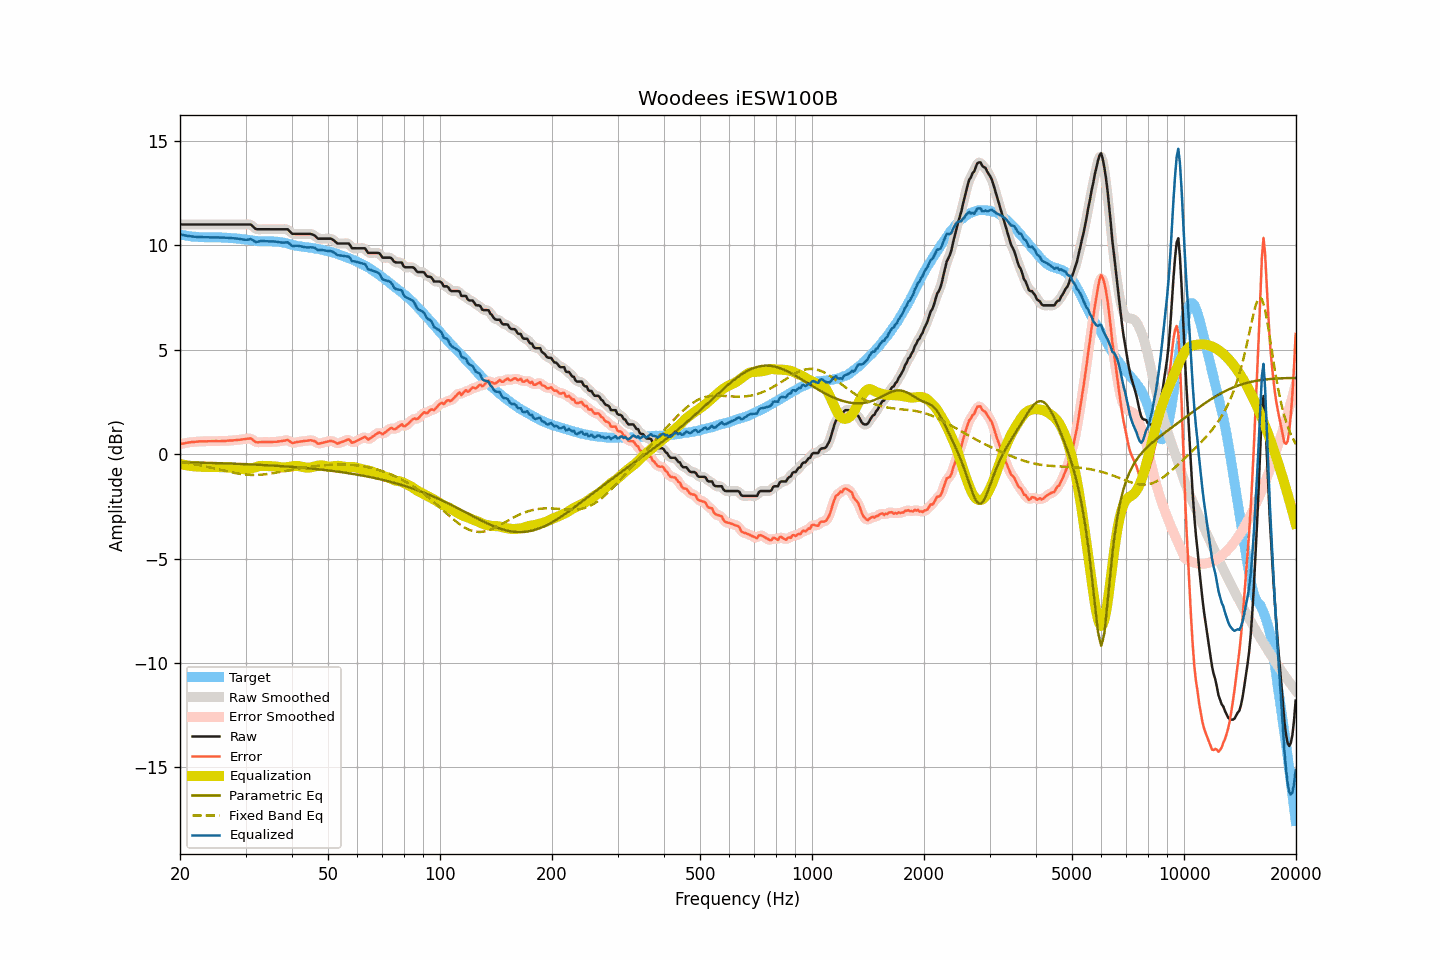 Woodees iESW100B
Amplitude (dBr)
15
10
5
0
−5
−10
−15
Target
Raw Smoothed
Error Smoothed
Raw
Error
Equalization
Parametric Eq
Fixed Band Eq
Equalized
20 50 100 200 500 1000 2000 5000 10000 20000
Frequency (Hz)